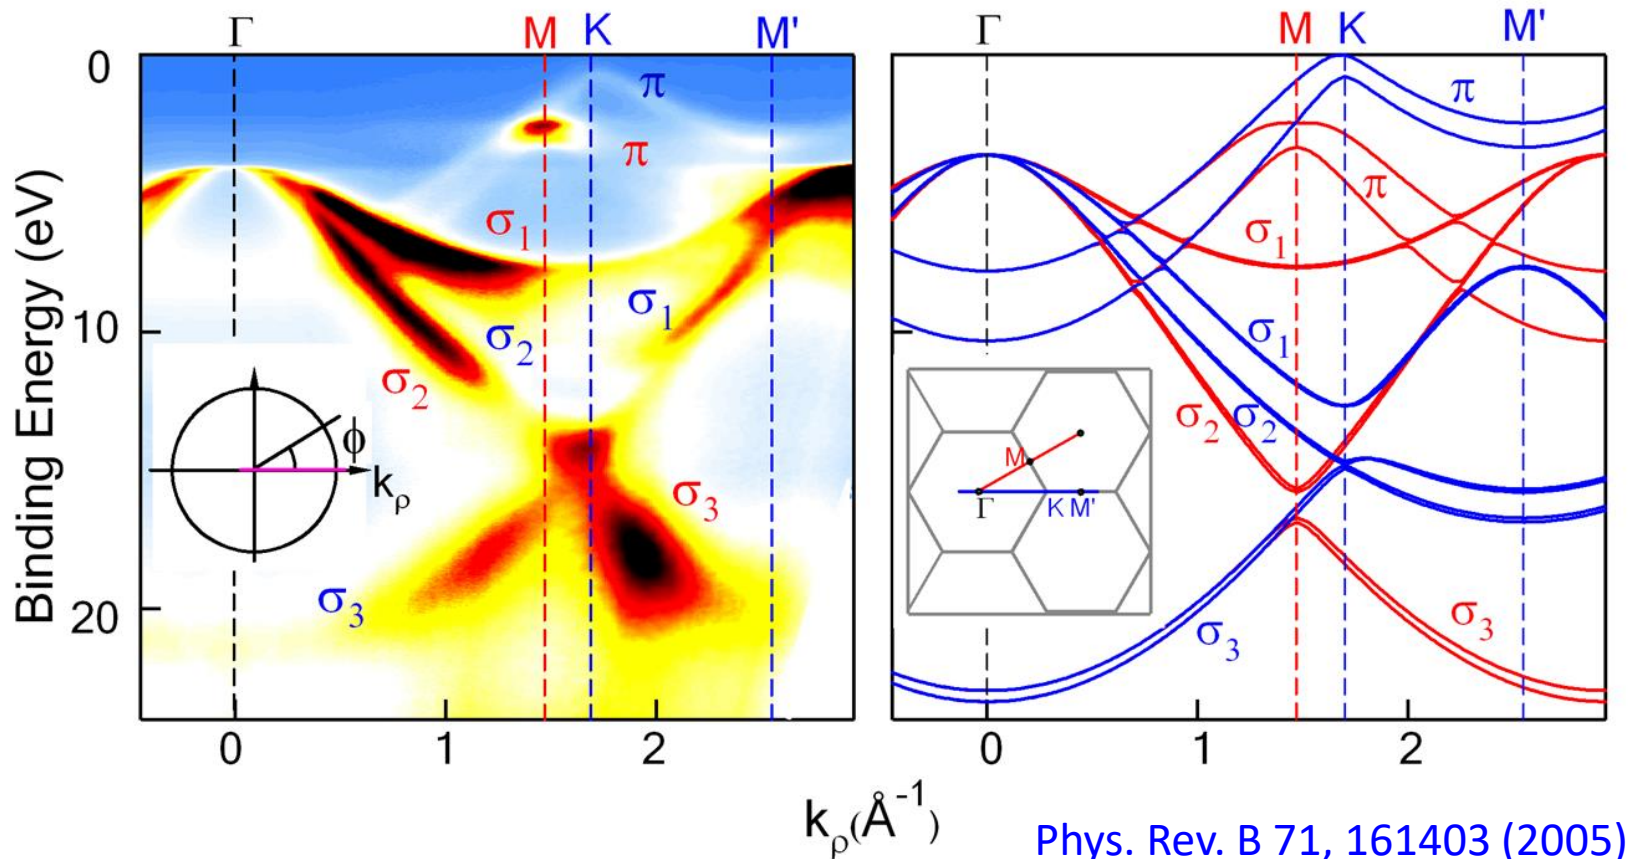 Γ M K M'
Γ M K M'
Binding Energy (eV)
0
10
20
π
π
σ1
σ2
σ2
σ1
σ3
σ3
ϕ
kρ
0 1 2
π
π
σ1
σ1
σ2 σ2
σ3
σ3
M
Γ K M'
0 1 2
kρ(Å-1)
Phys. Rev. B 71, 161403 (2005)